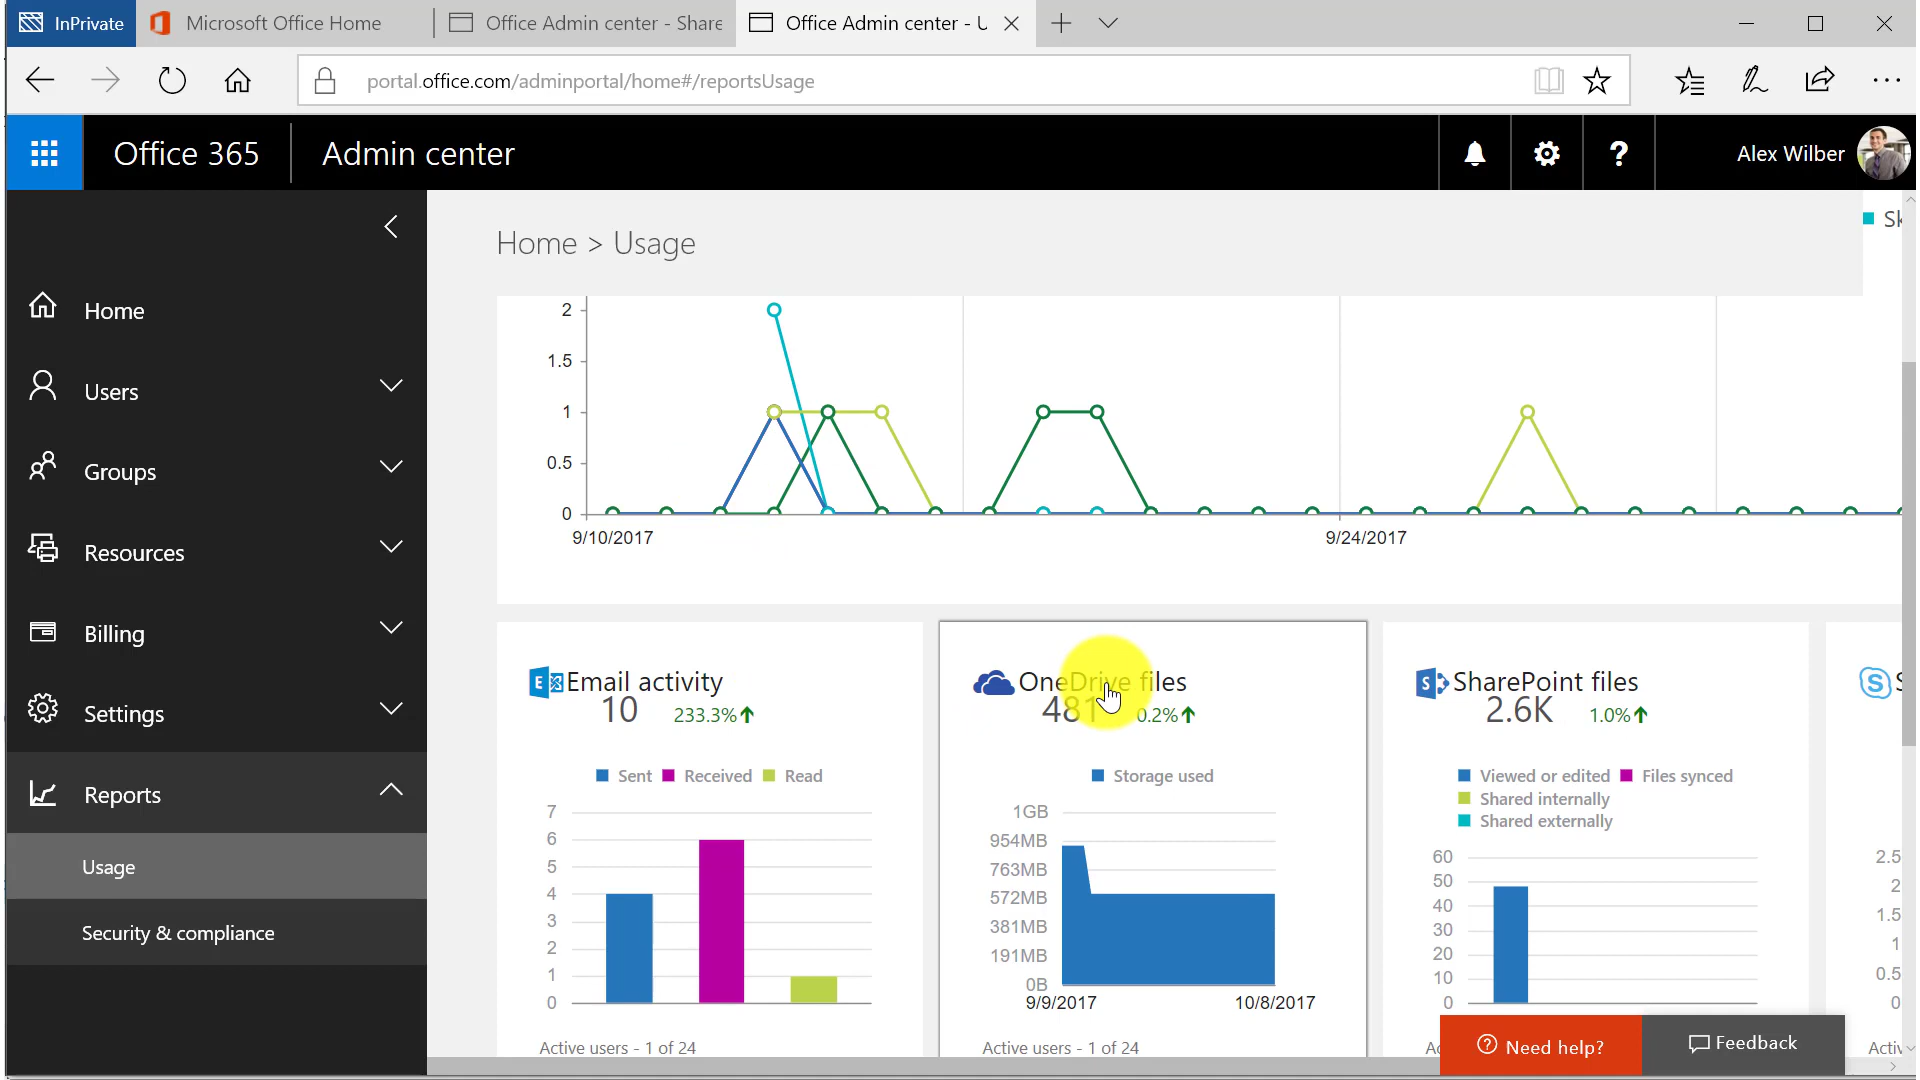 InPrivate
Microsoft Office Home
Office Admin center - Share
Office Admin center - U
portal.office.com/adminportal/home#/reportsUsage
Office 365
Admin center
Alex Wilber
Home
Users
Groups
Resources
Billing
Settings
Reports
Usage
Security & compliance
Home > Usage
Sk
2
1.5
1
0.5
0
9/10/2017
9/24/2017
Email activity
10 233.3%
Sent Received Read
7
6
5
4
3
2
1
0
Active users - 1 of 24
OneDrive files
481 0.2%
Storage used
1GB
954MB
763MB
572MB
381MB
191MB
0B
9/9/2017 10/8/2017
Active users - 1 of 24
SharePoint files
2.6K 1.0%
Viewed or edited Files synced
Shared internally
Shared externally
60
50
40
30
20
10
0
2.5
2
1.5
1
0.5
0
Need help?
Feedback